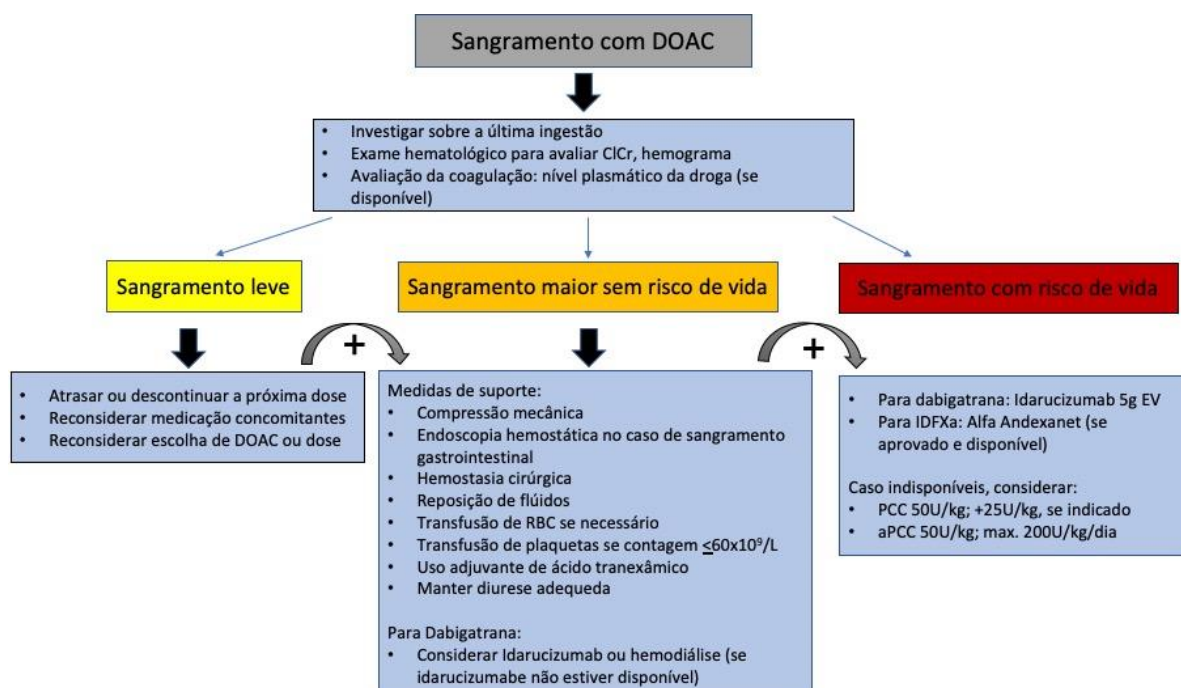 Sangramento com DOAC
• Investigar sobre a última ingestão
• Exame hematológico para avaliar ClCr, hemograma
• Avaliação da coagulação: nível plasmático da droga (se
disponível)
Sangramento leve
Sangramento maior sem risco de vida
Sangramento com risco de vida
+
+
• Atrasar ou descontinuar a próxima dose
• Reconsiderar medicação concomitantes
• Reconsiderar escolha de DOAC ou dose
Medidas de suporte:
• Compressão mecânica
• Endoscopia hemostática no caso de sangramento
gastrointestinal
• Hemostasia cirúrgica
• Reposição de flúidos
• Transfusão de RBC se necessário
• Transfusão de plaquetas se contagem ≤60x10⁹/L
• Uso adjuvante de ácido tranexâmico
• Manter diurese adequeda
Para Dabigatrana:
• Considerar Idarucizumab ou hemodiálise (se
idarucizumabe não estiver disponível)
• Para dabigatrana: Idarucizumab 5g EV
• Para IDFXa: Alfa Andexanet (se
aprovado e disponível)
Caso indisponíveis, considerar:
• PCC 50U/kg; +25U/kg, se indicado
• aPCC 50U/kg; max. 200U/kg/dia